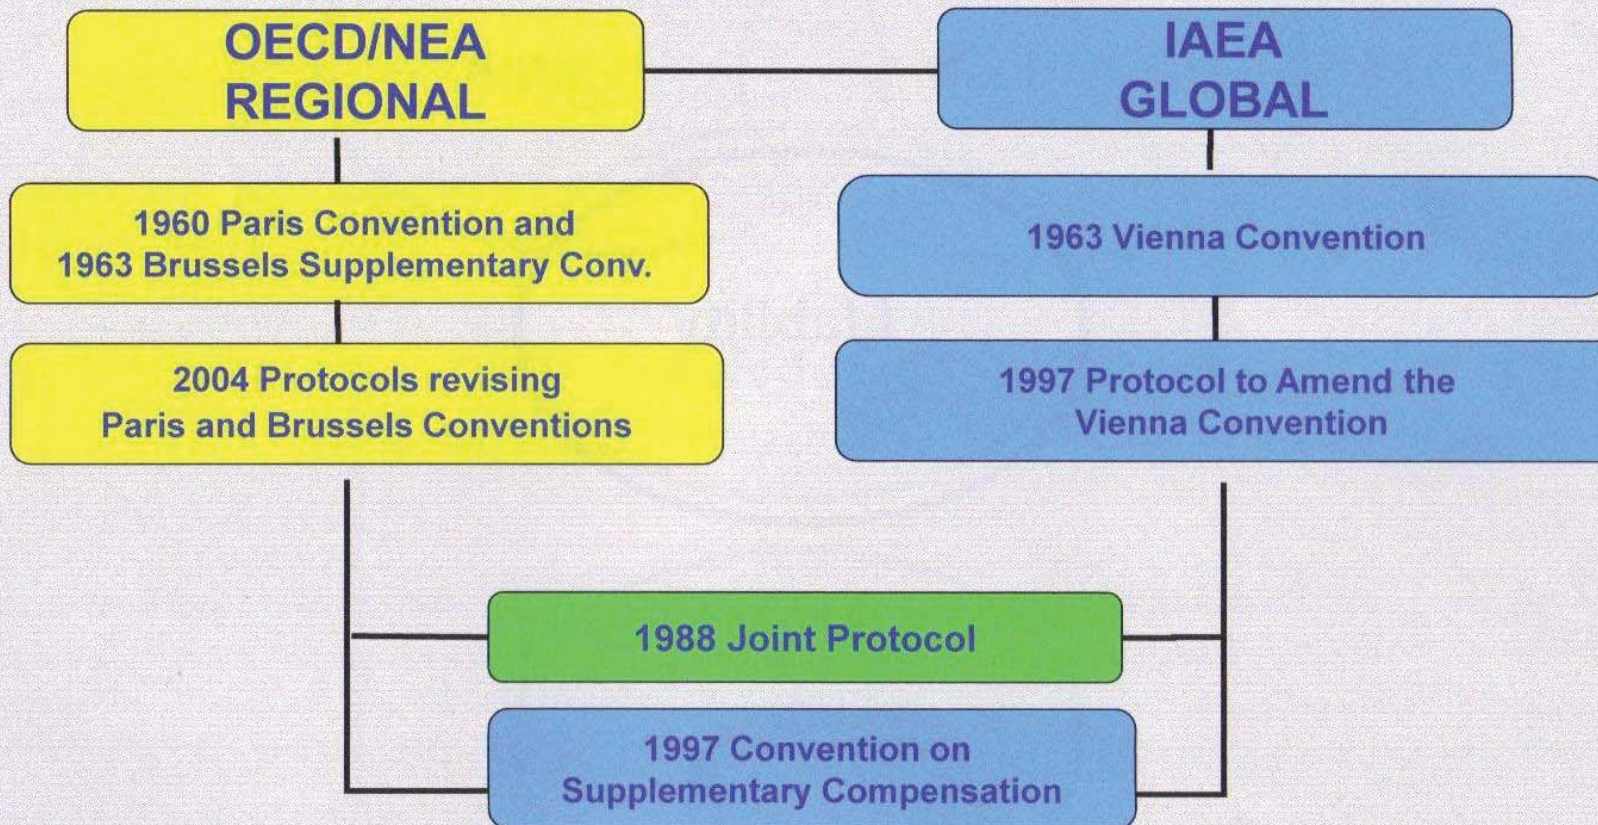 OECD/NEA
REGIONAL
IAEA
GLOBAL
1960 Paris Convention and
1963 Brussels Supplementary Conv.
1963 Vienna Convention
2004 Protocols revising
Paris and Brussels Conventions
1997 Protocol to Amend the
Vienna Convention
1988 Joint Protocol
1997 Convention on
Supplementary Compensation